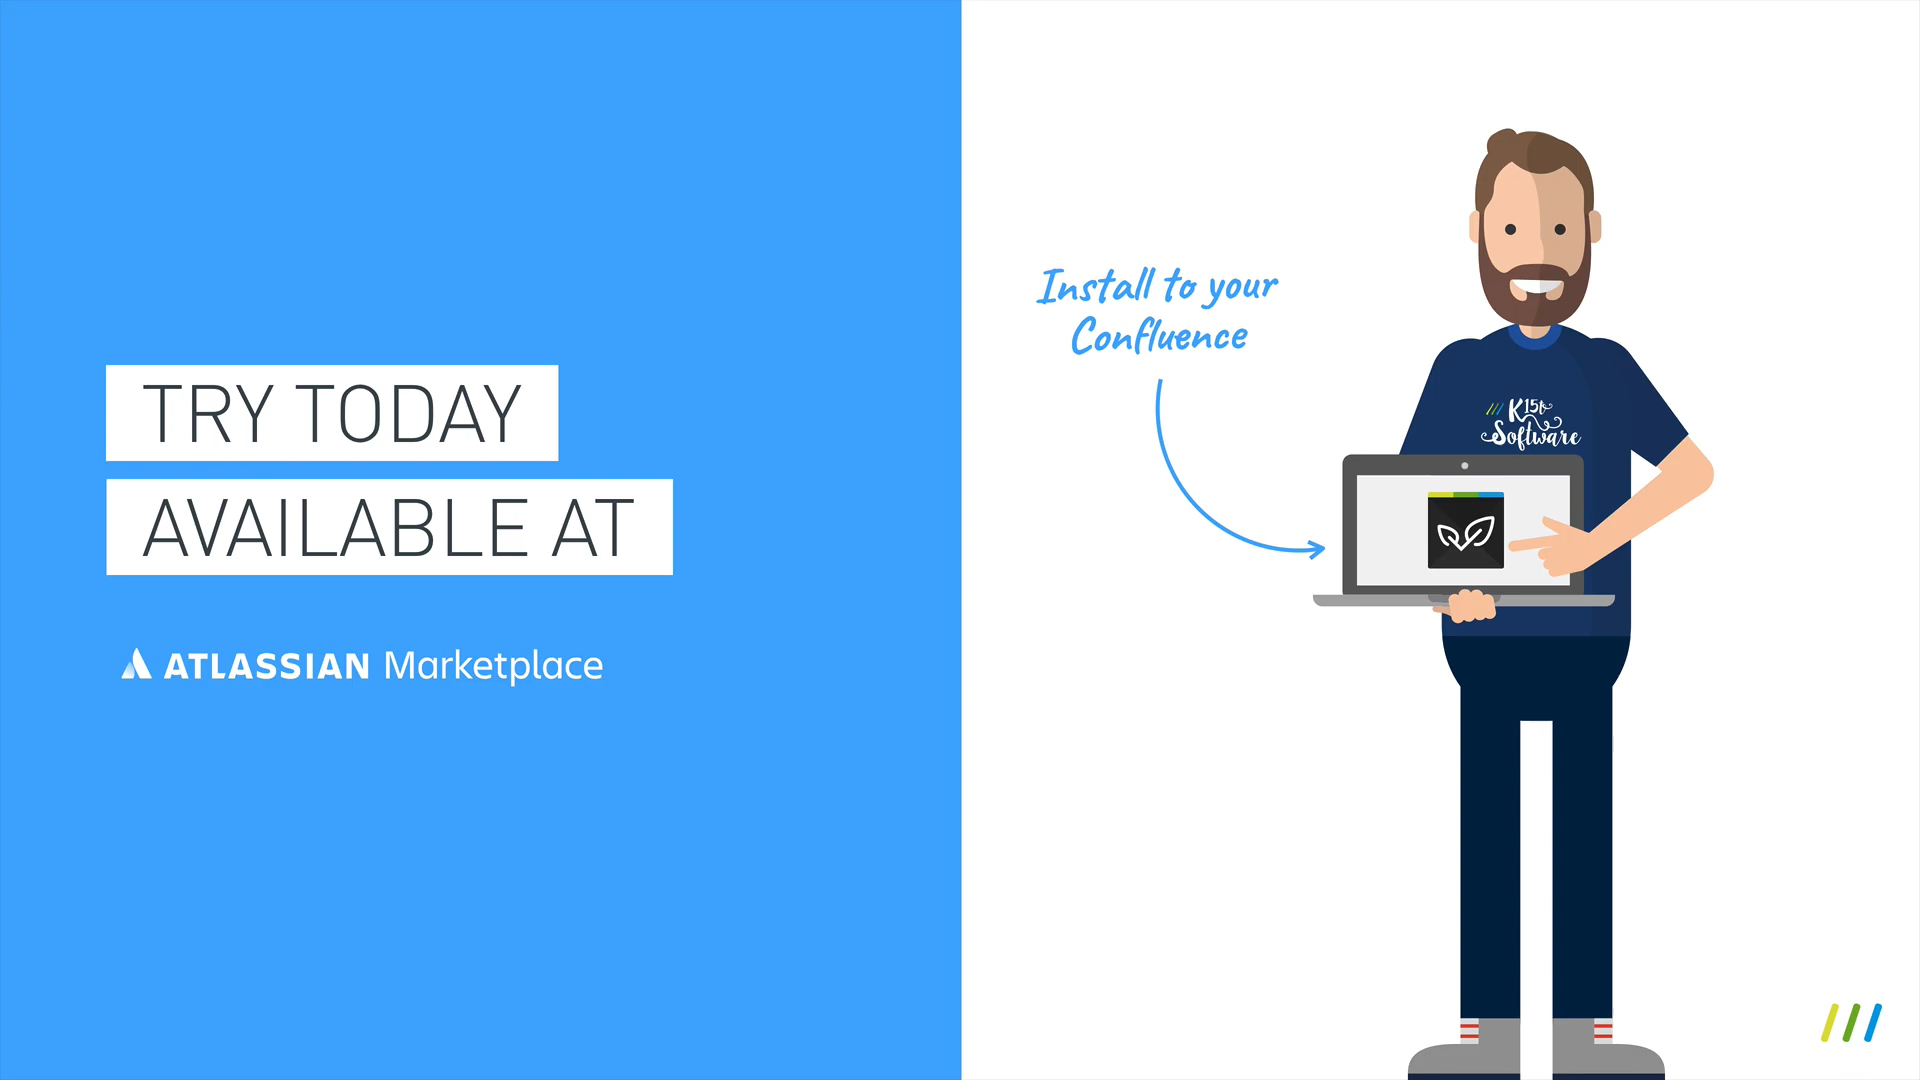 TRY TODAY
AVAILABLE AT
ATLASSIAN Marketplace
Install to your
Confluence
K15t
Software